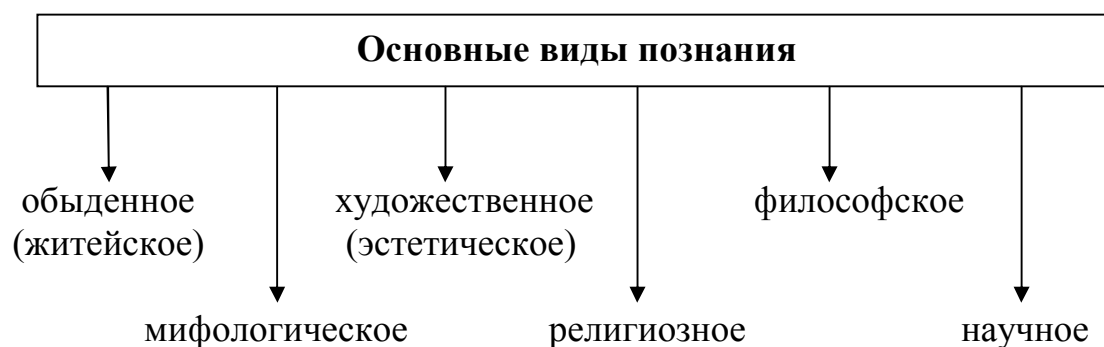 Основные виды познания
обыденное
(житейское)
художественное
(эстетическое)
философское
мифологическое
религиозное
научное